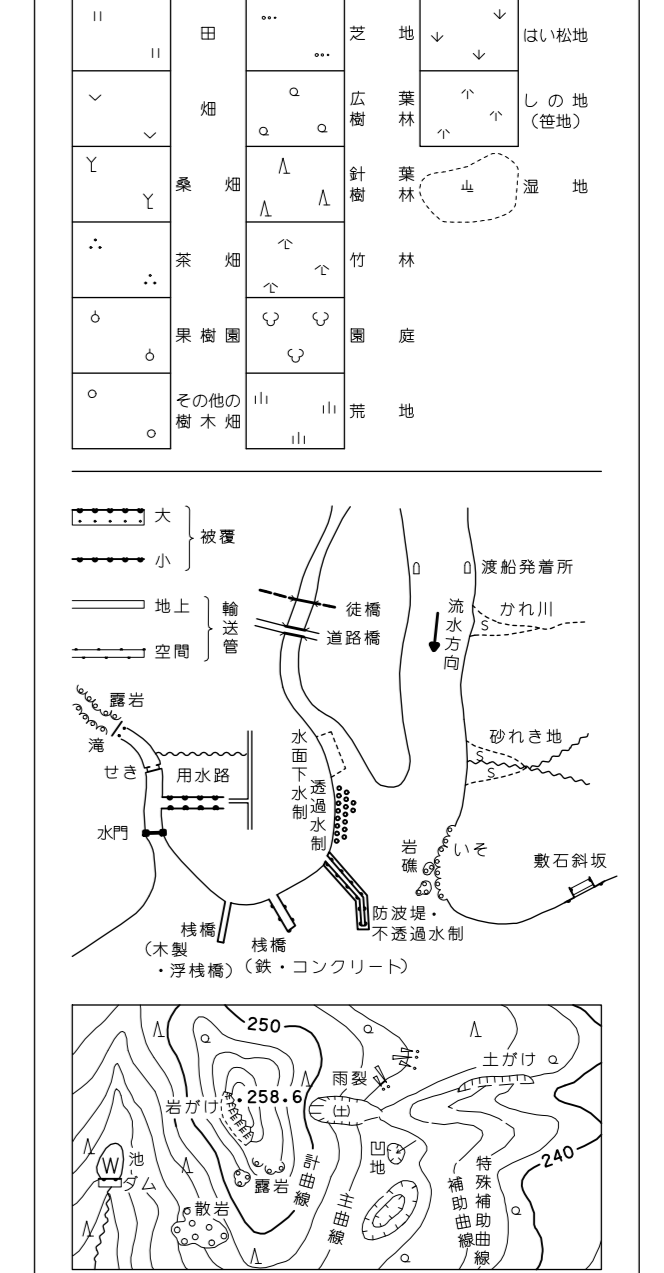 田
芝 地
はい松地
畑
広 葉
樹 林
しの地
（笹地）
桑 畑
針 葉
樹 林
湿 地
茶 畑
竹 林
果樹園
園 庭
その他の
樹木畑
荒 地
大
小
被覆
地上
空間
輸送管
徒橋
道路橋
渡船発着所
かれ川
流水方向
S
露岩
滝
せき
用水路
水門
水面下水制
透過水制
砂れき地
S
S
岩礁
いそ
敷石斜坂
防波堤・
不透過水制
桟橋
（木製
・浮桟橋）
桟橋
（鉄・コンクリート）
250
258.6
岩がけ
雨裂
土がけ
(土)
凹地
計曲線
主曲線
補助曲線
特殊補助曲線
240
池
W
ダム
散岩
露岩